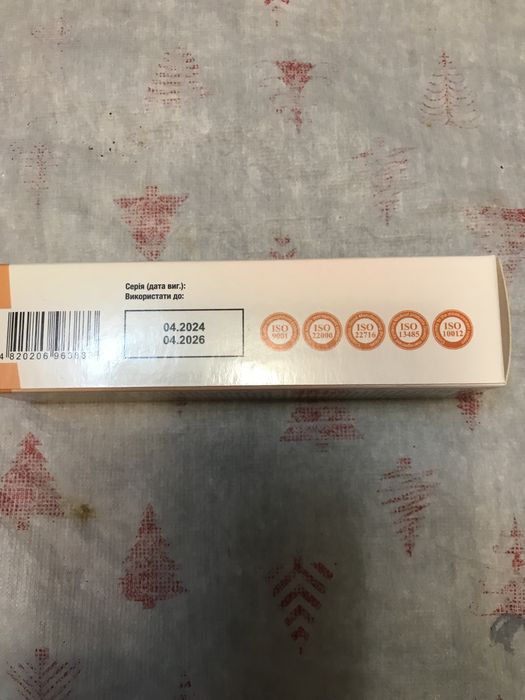 Серія (дата виг.):
Використати до:
04.2024
04.2026
ISO
9001
ISO
22000
ISO
22716
ISO
13485
ISO
10012